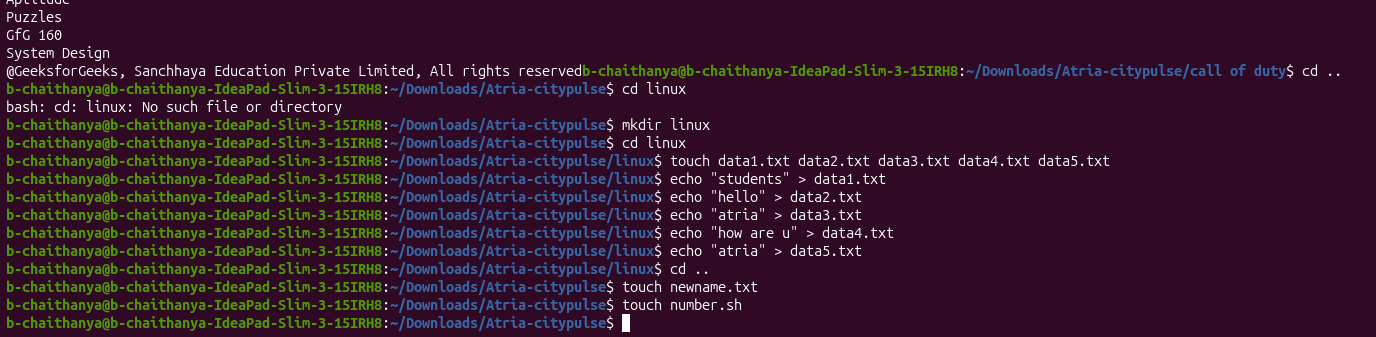 Aptitude
Puzzles
GfG 160
System Design
@GeeksforGeeks, Sanchhaya Education Private Limited, All rights reservedb-chaithanya@b-chaithanya-IdeaPad-Slim-3-15IRH8:~/Downloads/Atria-citypulse/call of duty$ cd ..
b-chaithanya@b-chaithanya-IdeaPad-Slim-3-15IRH8:~/Downloads/Atria-citypulse$ cd linux
bash: cd: linux: No such file or directory
b-chaithanya@b-chaithanya-IdeaPad-Slim-3-15IRH8:~/Downloads/Atria-citypulse$ mkdir linux
b-chaithanya@b-chaithanya-IdeaPad-Slim-3-15IRH8:~/Downloads/Atria-citypulse$ cd linux
b-chaithanya@b-chaithanya-IdeaPad-Slim-3-15IRH8:~/Downloads/Atria-citypulse/linux$ touch data1.txt data2.txt data3.txt data4.txt data5.txt
b-chaithanya@b-chaithanya-IdeaPad-Slim-3-15IRH8:~/Downloads/Atria-citypulse/linux$ echo "students" > data1.txt
b-chaithanya@b-chaithanya-IdeaPad-Slim-3-15IRH8:~/Downloads/Atria-citypulse/linux$ echo "hello" > data2.txt
b-chaithanya@b-chaithanya-IdeaPad-Slim-3-15IRH8:~/Downloads/Atria-citypulse/linux$ echo "atria" > data3.txt
b-chaithanya@b-chaithanya-IdeaPad-Slim-3-15IRH8:~/Downloads/Atria-citypulse/linux$ echo "how are u" > data4.txt
b-chaithanya@b-chaithanya-IdeaPad-Slim-3-15IRH8:~/Downloads/Atria-citypulse/linux$ echo "atria" > data5.txt
b-chaithanya@b-chaithanya-IdeaPad-Slim-3-15IRH8:~/Downloads/Atria-citypulse/linux$ cd ..
b-chaithanya@b-chaithanya-IdeaPad-Slim-3-15IRH8:~/Downloads/Atria-citypulse$ touch newname.txt
b-chaithanya@b-chaithanya-IdeaPad-Slim-3-15IRH8:~/Downloads/Atria-citypulse$ touch number.sh
b-chaithanya@b-chaithanya-IdeaPad-Slim-3-15IRH8:~/Downloads/Atria-citypulse$